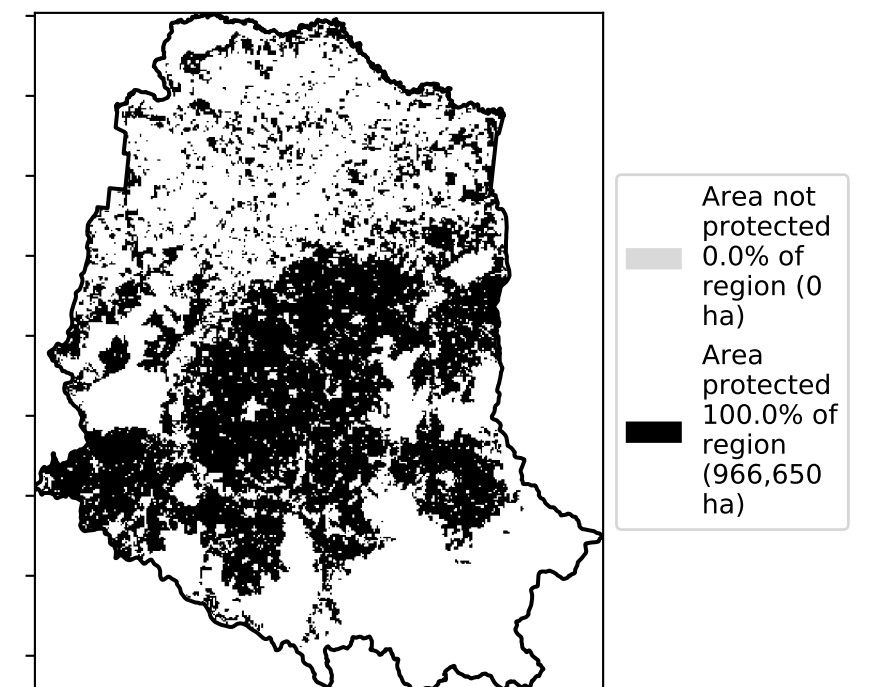 Area not
protected
0.0% of
region (0
ha)
Area
protected
100.0% of
region
(966,650
ha)